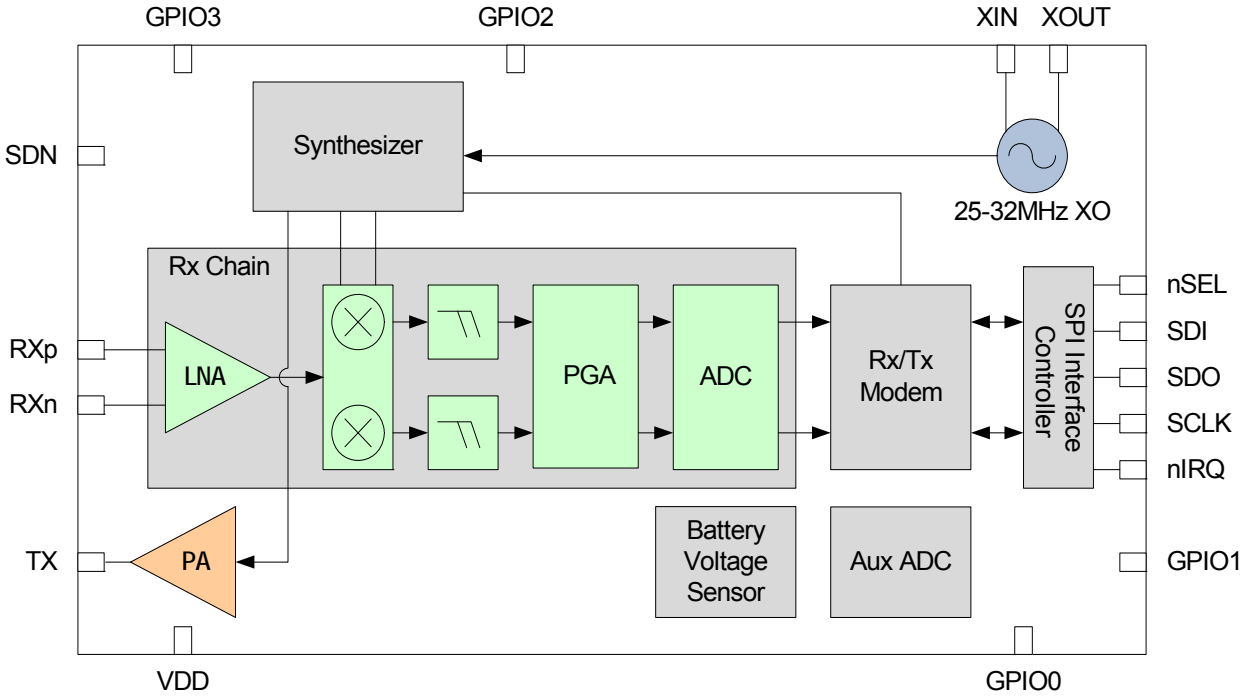 GPIO3
GPIO2
XIN
XOUT
SDN
Synthesizer
25-32MHz XO
Rx Chain
nSEL
SDI
SDO
SCLK
nIRQ
RXp
RXn
LNA
PGA
ADC
Rx/Tx
Modem
SPI Interface
Controller
TX
PA
Battery
Voltage
Sensor
Aux ADC
GPIO1
VDD
GPIO0